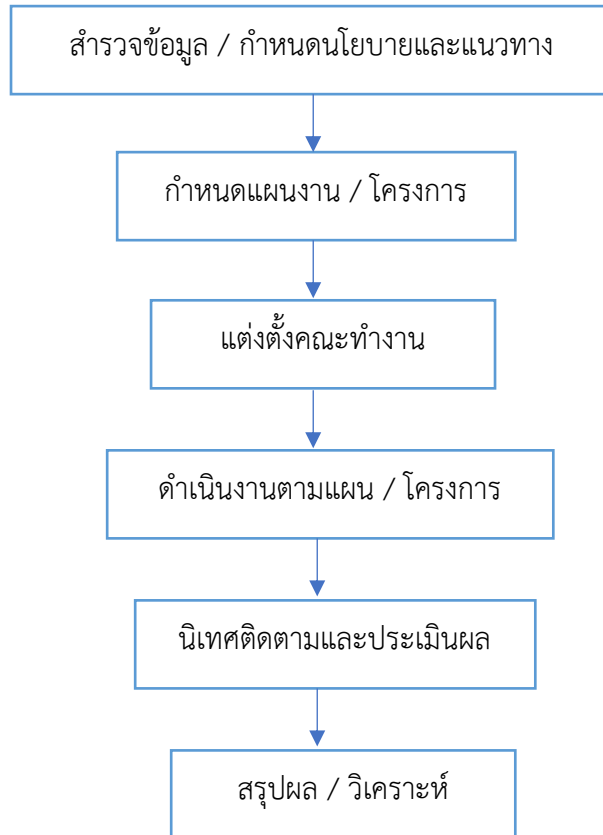 สำรวจข้อมูล / กำหนดนโยบายและแนวทาง
กำหนดแผนงาน / โครงการ
แต่งตั้งคณะทำงาน
ดำเนินงานตามแผน / โครงการ
นิเทศติดตามและประเมินผล
สรุปผล / วิเคราะห์